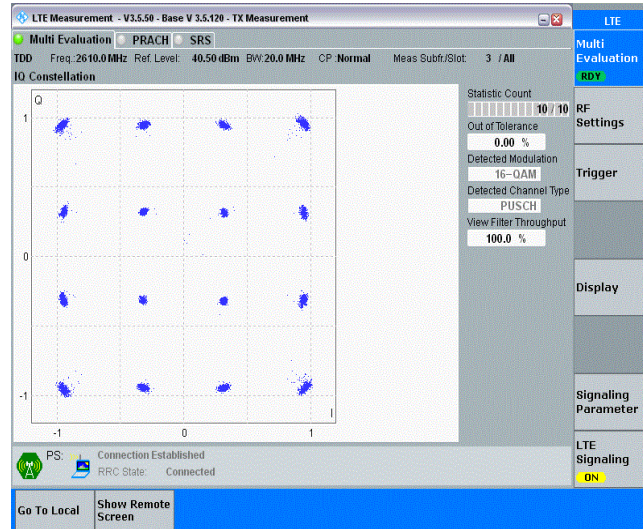 LTE Measurement - V3.5.50 - Base V 3.5.120 - TX Measurement
LTE
Multi Evaluation PRACH SRS
TDD Freq.:2610.0 MHz Ref. Level: 40.50 dBm BW:20.0 MHz CP :Normal Meas Subfr./Slot: 3 / All
IQ Constellation
Q
1
0
-1
I
-1 0 1
Statistic Count
10 / 10
Out of Tolerance
0.00 %
Detected Modulation
16-QAM
Detected Channel Type
PUSCH
View Filter Throughput
100.0 %
Multi
Evaluation
RDY
RF
Settings
Trigger
Display
Signaling
Parameter
LTE
Signaling
ON
PS: Connection Established
RRC State: Connected
Go To Local
Show Remote
Screen